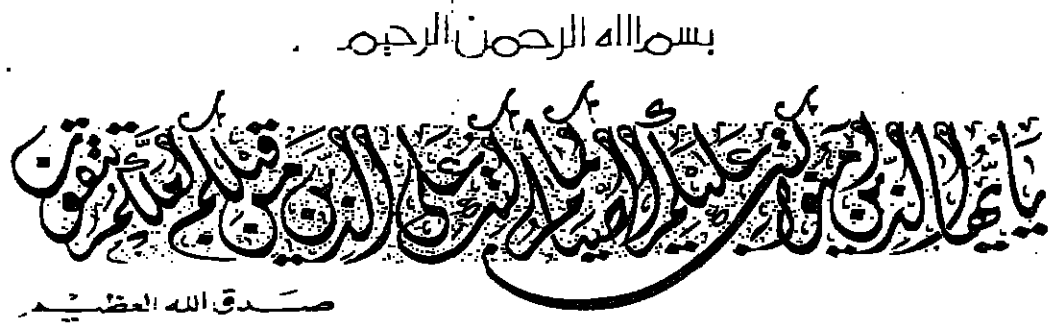 بسم الله الرحمن الرحيم
يا أيها الذين آمنوا كتب عليكم الصيام كما كتب على الذين من قبلكم لعلكم تتقون
صدق الله العظيم